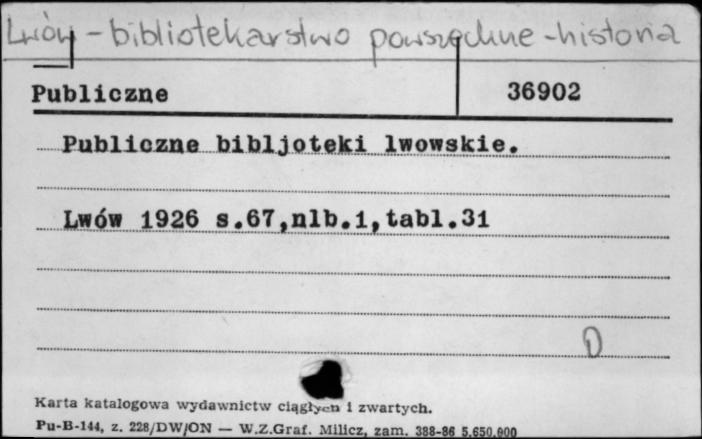 Lwów - bibliotekarstwo powszechne - historia
Publiczne 36902
Publiczne bibljoteki lwowskie.
Lwów 1926 s.67,nlb.1,tabl.31
D
Karta katalogowa wydawnictw ciągłych i zwartych.
Pu-B-144, z. 228/DW/ON — W.Z.Graf. Milicz, zam. 388-86 5.650.000